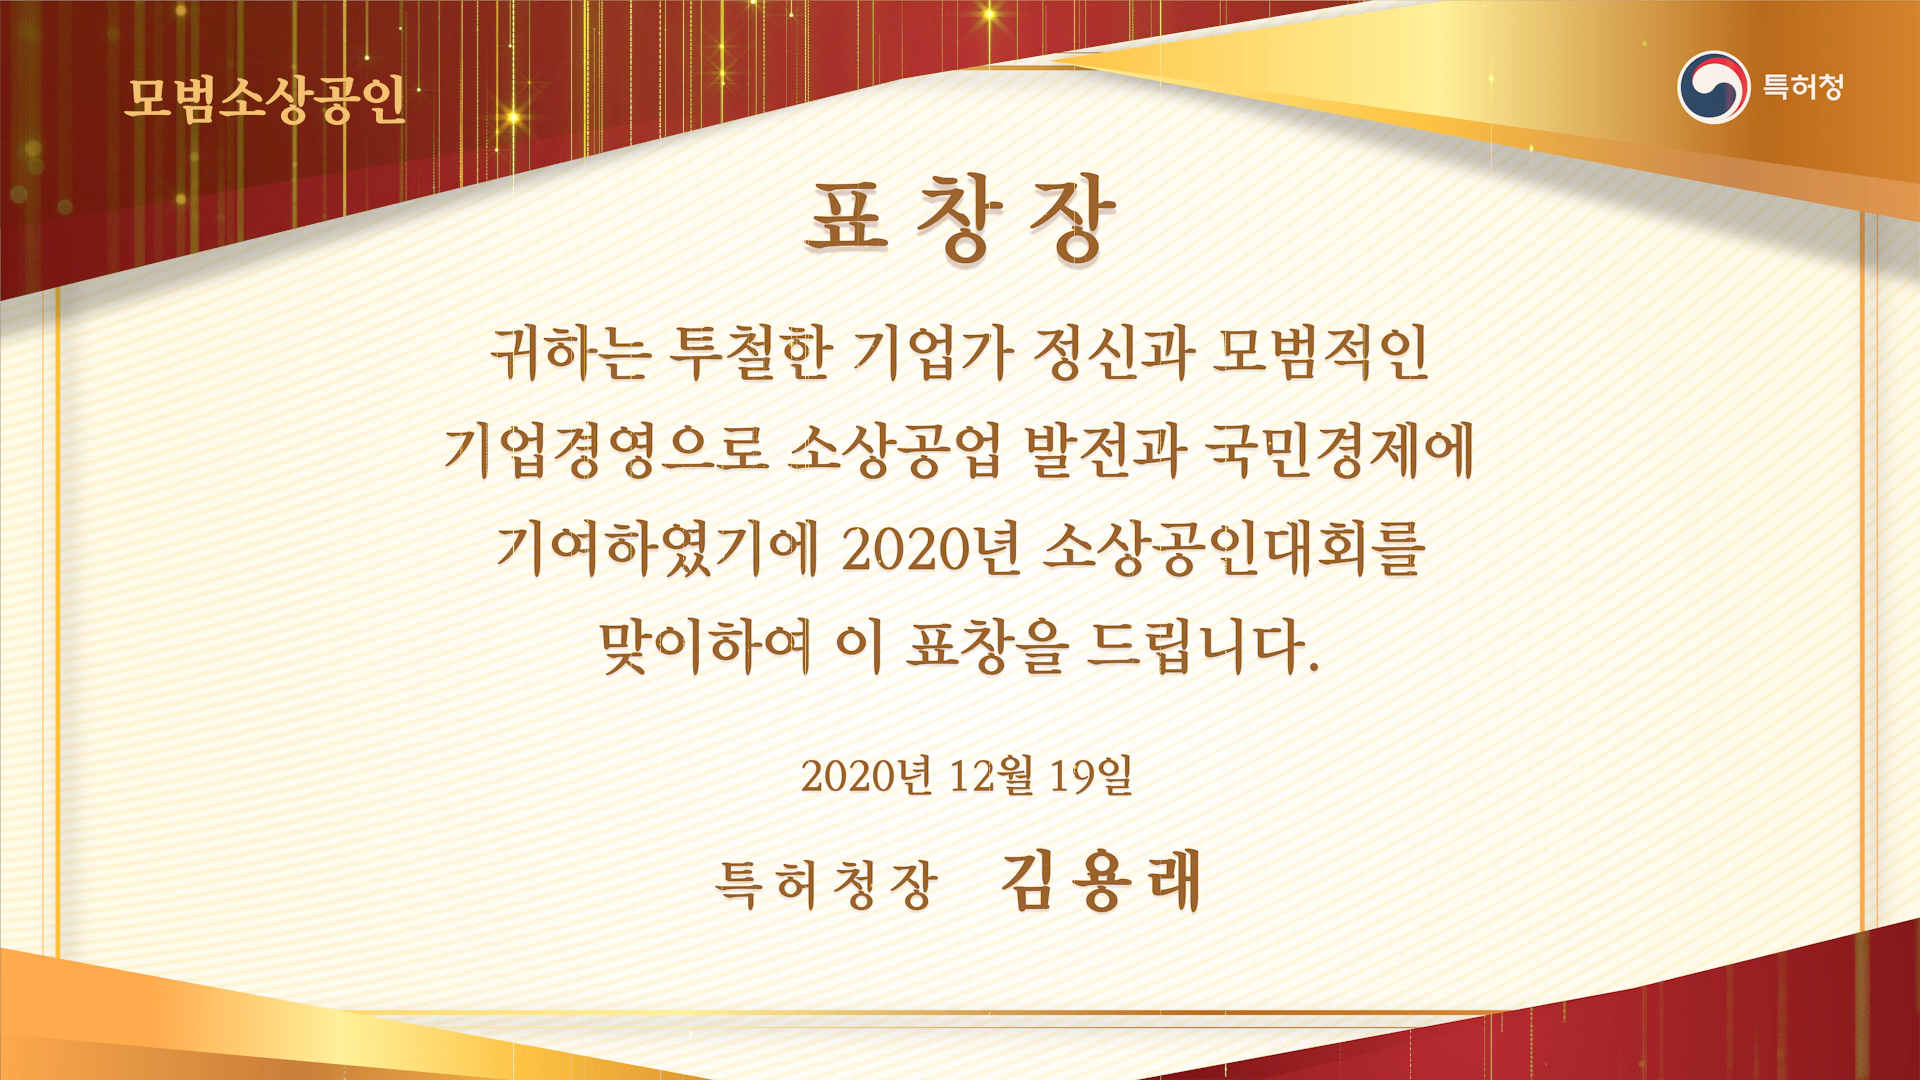 모범소상공인
특허청
표창장
귀하는 투철한 기업가 정신과 모범적인
기업경영으로 소상공업 발전과 국민경제에
기여하였기에 2020년 소상공인대회를
맞이하여 이 표창을 드립니다.
2020년 12월 19일
특허청장 김용래